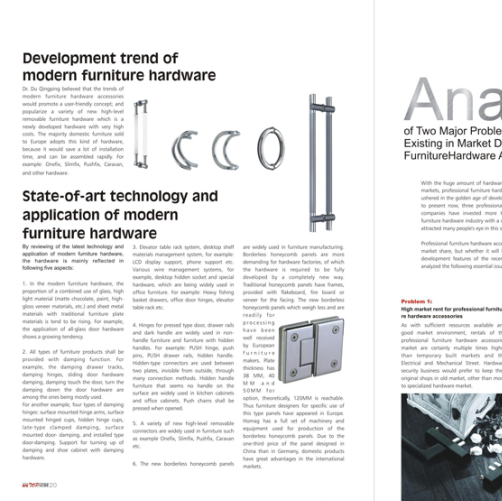 Development trend of
modern furniture hardware
Dr. Du Qingping believed that the trends of
modern furniture hardware accessories
would promote a user-friendly concept; and
popularize a variety of new high-level
removable furniture hardware which is a
newly developed hardware with very high
costs. The majority domestic furniture sold
to Europe adopts this kind of hardware,
because it would save a lot of installation
time, and can be assembled rapidly. For
example Orefix, Slimfix, Pushfix, Caravan,
and other hardware.
State-of-art technology and
application of modern
furniture hardware
By reviewing of the latest technology and
application of modern furniture hardware,
the hardware is mainly reflected in
following five aspects:
1. In the modern furniture hardware, the
proportion of a combined use of glass, high
light material (matte chocolate, paint, high-
gloss veneer materials, etc.) and sheet metal
materials with traditional furniture plate
materials is tend to be rising. For example,
the application of all-glass door hardware
shows a growing tendency.
2. All types of furniture products shall be
provided with damping function. For
example, the damping drawer tracks,
damping hinges, sliding door hardware
damping, damping touch the door, turn the
damping down the door hardware are
among the ones being mostly used.
For another example, four types of damping
hinges: surface mounted hinge arms, surface
mounted hinged cups, hidden hinge cups,
late-type clamped damping, surface
mounted door- damping, and installed type
door-damping. Support for turning up of
damping and shoe cabinet with damping
hardware.
3. Elevator table rack system, desktop shelf
materials management system, for example:
LCD display support, phone support etc.
Various wire management systems, for
example, desktop hidden socket and special
hardware, which are being widely used in
office furniture. For example: Heavy fishing
basket drawers, office door hinges, elevator
table rack etc.
4. Hinges for pressed type door, drawer rails
and dark handle are widely used in non-
handle furniture and furniture with hidden
handles. For example: PUSH hinge, push
pins, PUSH drawer rails, hidden handle.
Hidden-type connectors are used between
two plates, invisible from outside, through
many connection methods. Hidden handle
furniture that seems no handle on the
surface are widely used in kitchen cabinets
and office cabinets. Push chairs shall be
pressed when opened.
5. A variety of new high-level removable
connectors are widely used in furniture such
as example Orefix, Slimfix, Pushfix, Caravan
etc.
6. The new borderless honeycomb panels
are widely used in furniture manufacturing.
Borderless honeycomb panels are more
demanding for hardware factories, of which
the hardware is required to be fully
developed by a completely new way.
Traditional honeycomb panels have frames,
provided with flakeboard, fire board or
veneer for the facing. The new borderless
honeycomb panels which weigh less and are
readily for
processing
have been
well received
by European
furniture
makers. Plate
thickness has
38 MM, 40
MM and
50MM for
option, theoretically, 120MM is reachable.
Thus furniture designers for specific use of
this type panels have appeared in Europe.
Homag has a full set of machinery and
equipment used for production of the
borderless honeycomb panels. Due to the
one-third price of the panel designed in
China than in Germany, domestic products
have great advantages in the international
markets.
20
Ana
of Two Major Proble
Existing in Market D
FurnitureHardware A
With the huge amount of hardwar
markets, professional furniture hard
ushered in the golden age of develo
to present now, three professiona
companies have invested more t
furniture hardware industry with a
attracted many people's eye in this
Professional furniture hardware acco
market share, but whether it will
development features of the recen
analyzed the following essential issu
Problem 1:
High market rent for professional furnitu
re hardware accessories
As with sufficient resources available an
good market environment, rentals of th
professional furniture hardware accessorie
market are certainly multiple times high
than temporary built markets and th
Electrical and Mechanical Street. Hardwar
security business would prefer to keep the
original shops in old market, other than mov
to specialized hardware market.